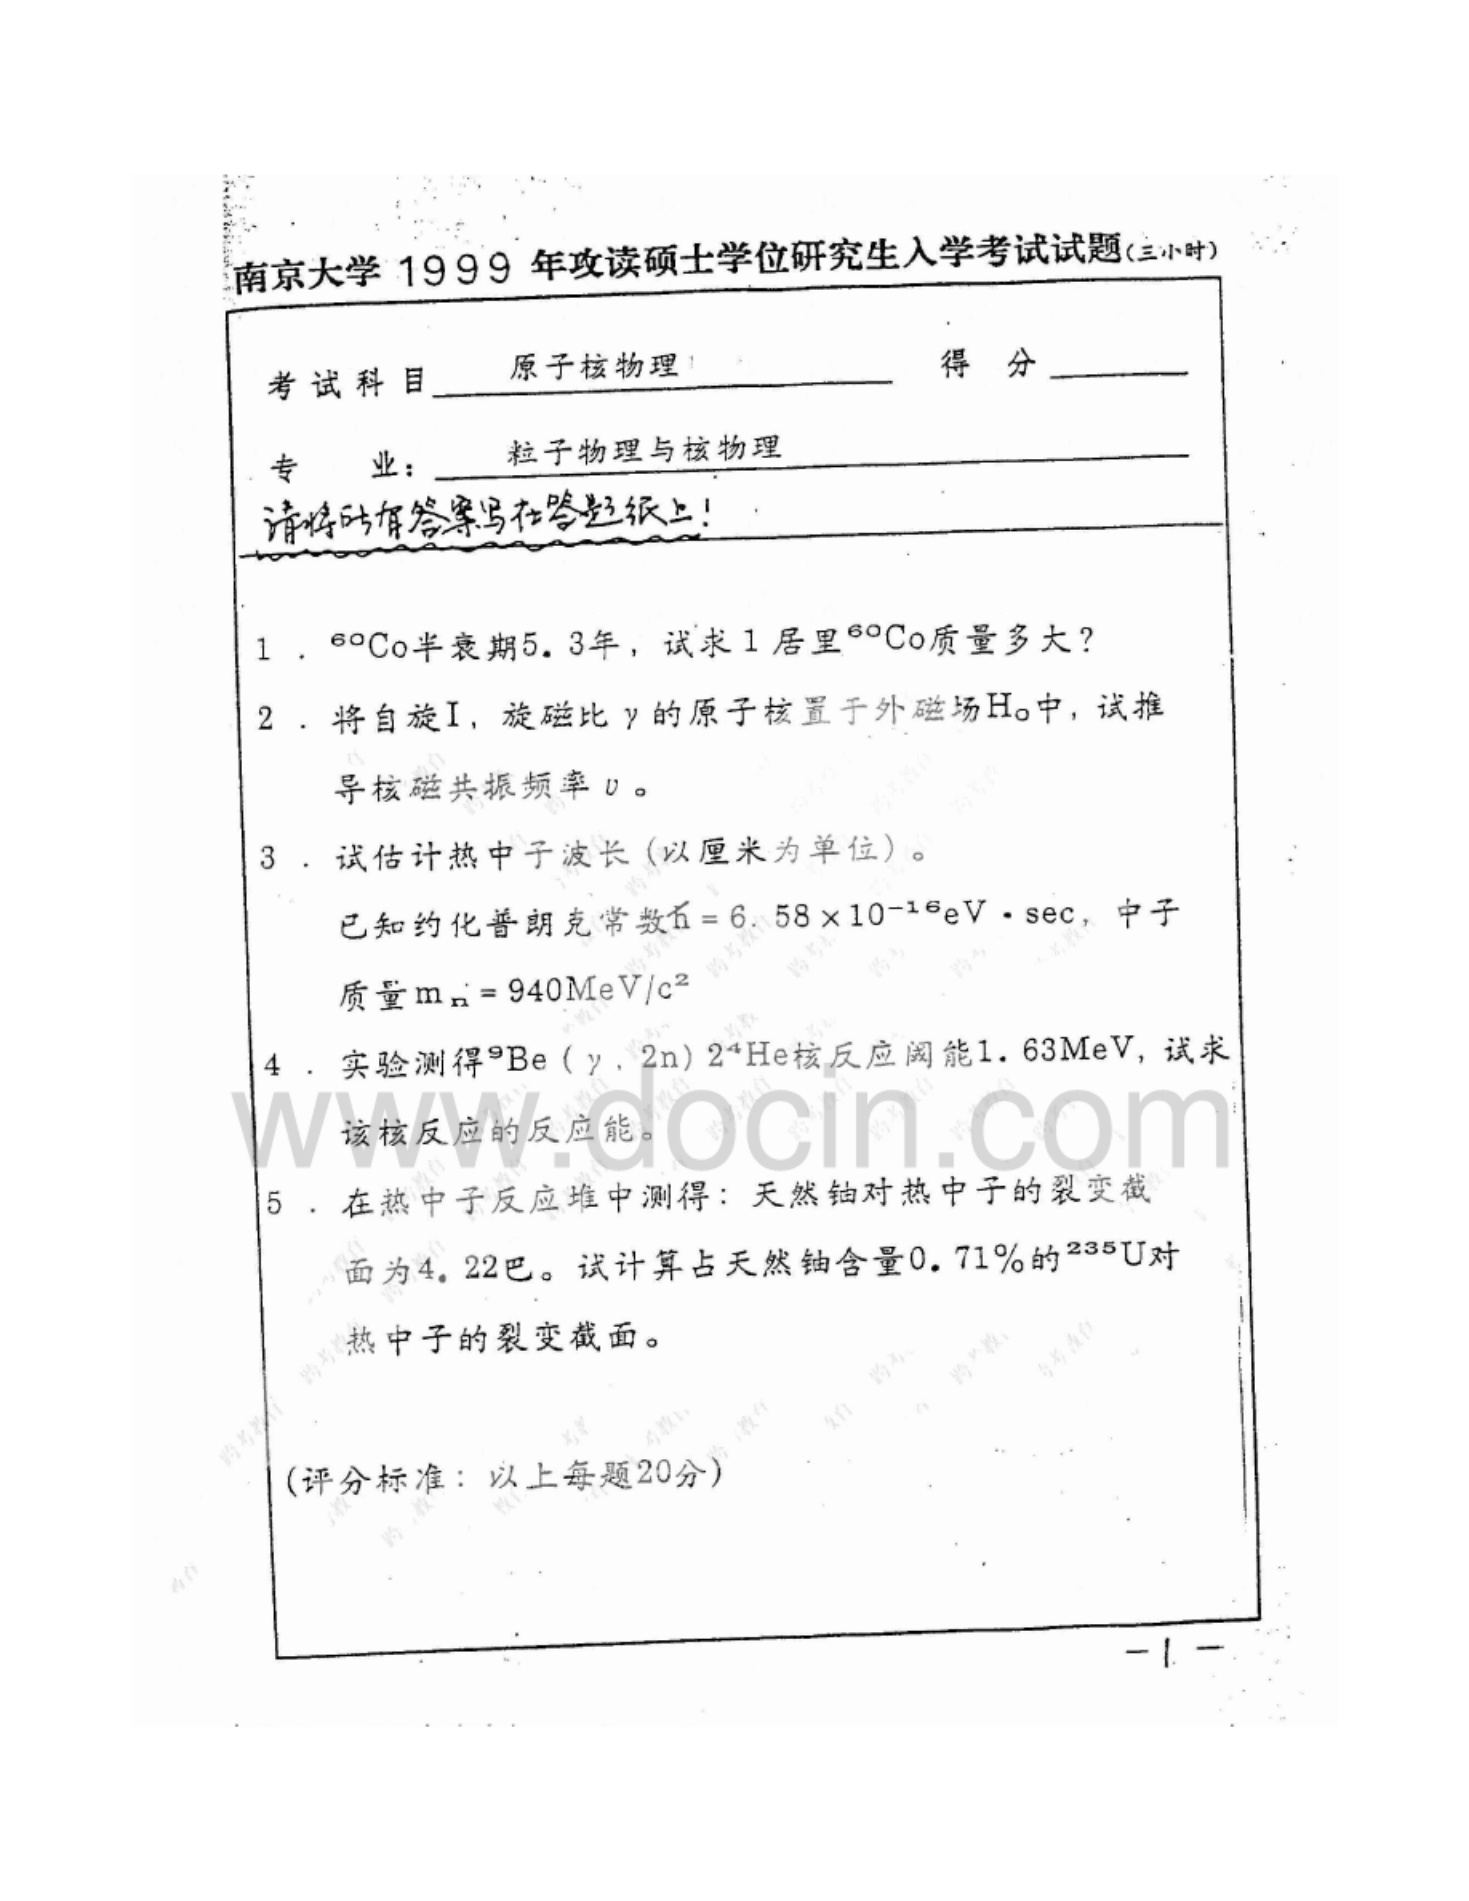 南京大学 1999 年攻读硕士学位研究生入学考试试题(三小时)
考试科目 原子核物理 得 分
专 业: 粒子物理与核物理
请将所有答案写在答题纸上!
1 . ⁶⁰Co半衰期5. 3年, 试求1居里⁶⁰Co质量多大?
2 . 将自旋I, 旋磁比γ的原子核置于外磁场H₀中, 试推
导核磁共振频率υ。
3 . 试估计热中子波长(以厘米为单位)。
已知约化普朗克常数ħ=6. 58×10⁻¹⁶eV·sec, 中子
质量mₙ=940MeV/c²
4 . 实验测得⁹Be(γ, 2n)2⁴He核反应阈能1. 63MeV, 试求
该核反应的反应能。
www.docin.com
5 . 在热中子反应堆中测得: 天然铀对热中子的裂变截
面为4. 22巴。试计算占天然铀含量0. 71%的²³⁵U对
热中子的裂变截面。
(评分标准: 以上每题20分)
-1-